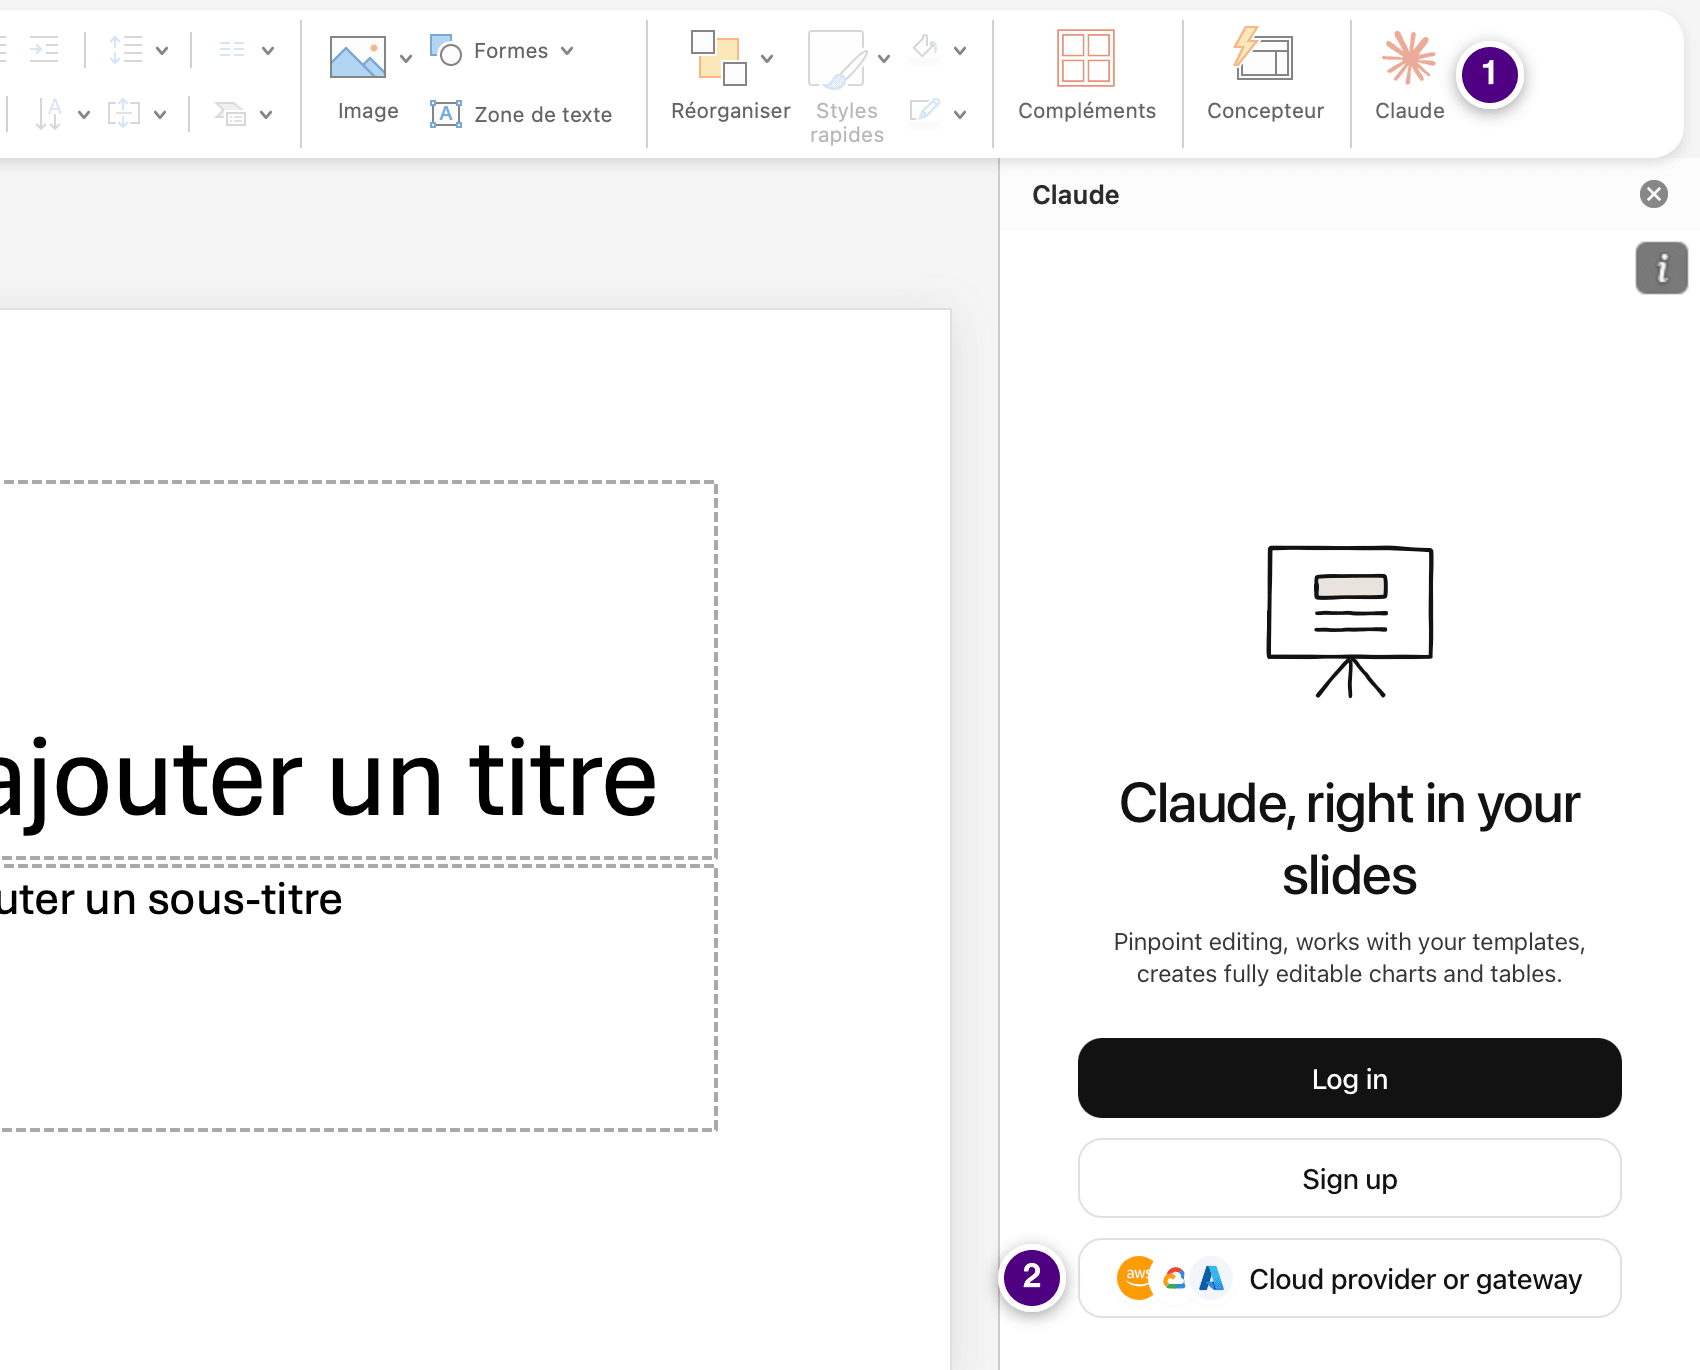 Formes
1
Image
A
Zone de texte
Réorganiser
Styles
rapides
Compléments
Concepteur
Claude
Claude
i
ajouter un titre
uter un sous-titre
Claude, right in your
slides
Pinpoint editing, works with your templates,
creates fully editable charts and tables.
Log in
Sign up
2
aws
Cloud provider or gateway